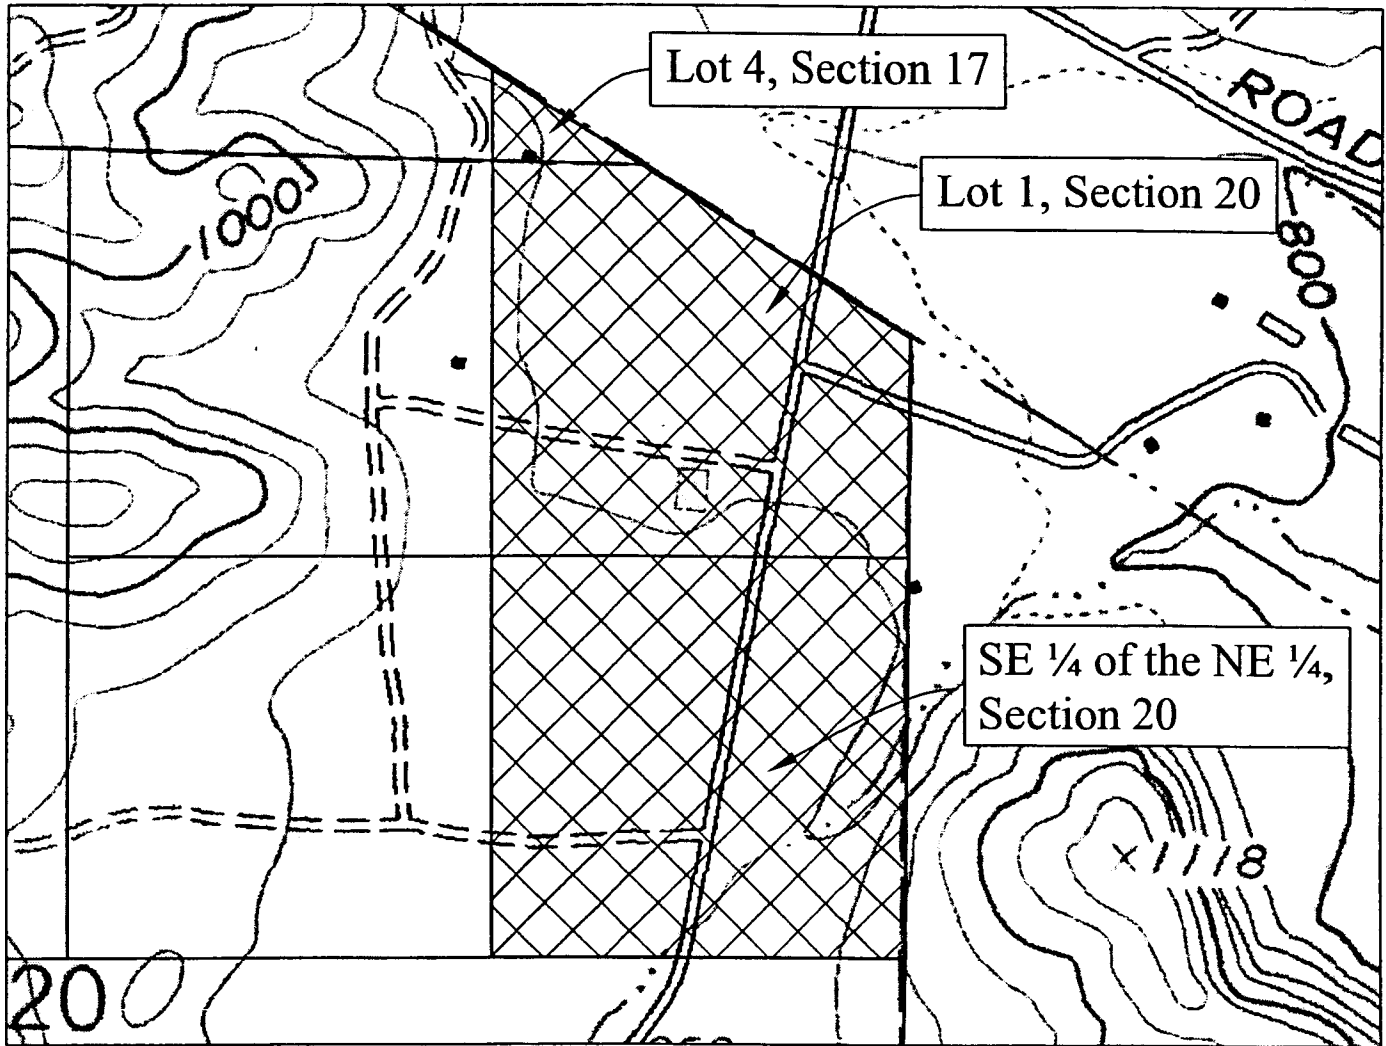 Lot 4, Section 17
ROAD
Lot 1, Section 20
1000
800
SE ¼ of the NE ¼,
Section 20
×1118
20